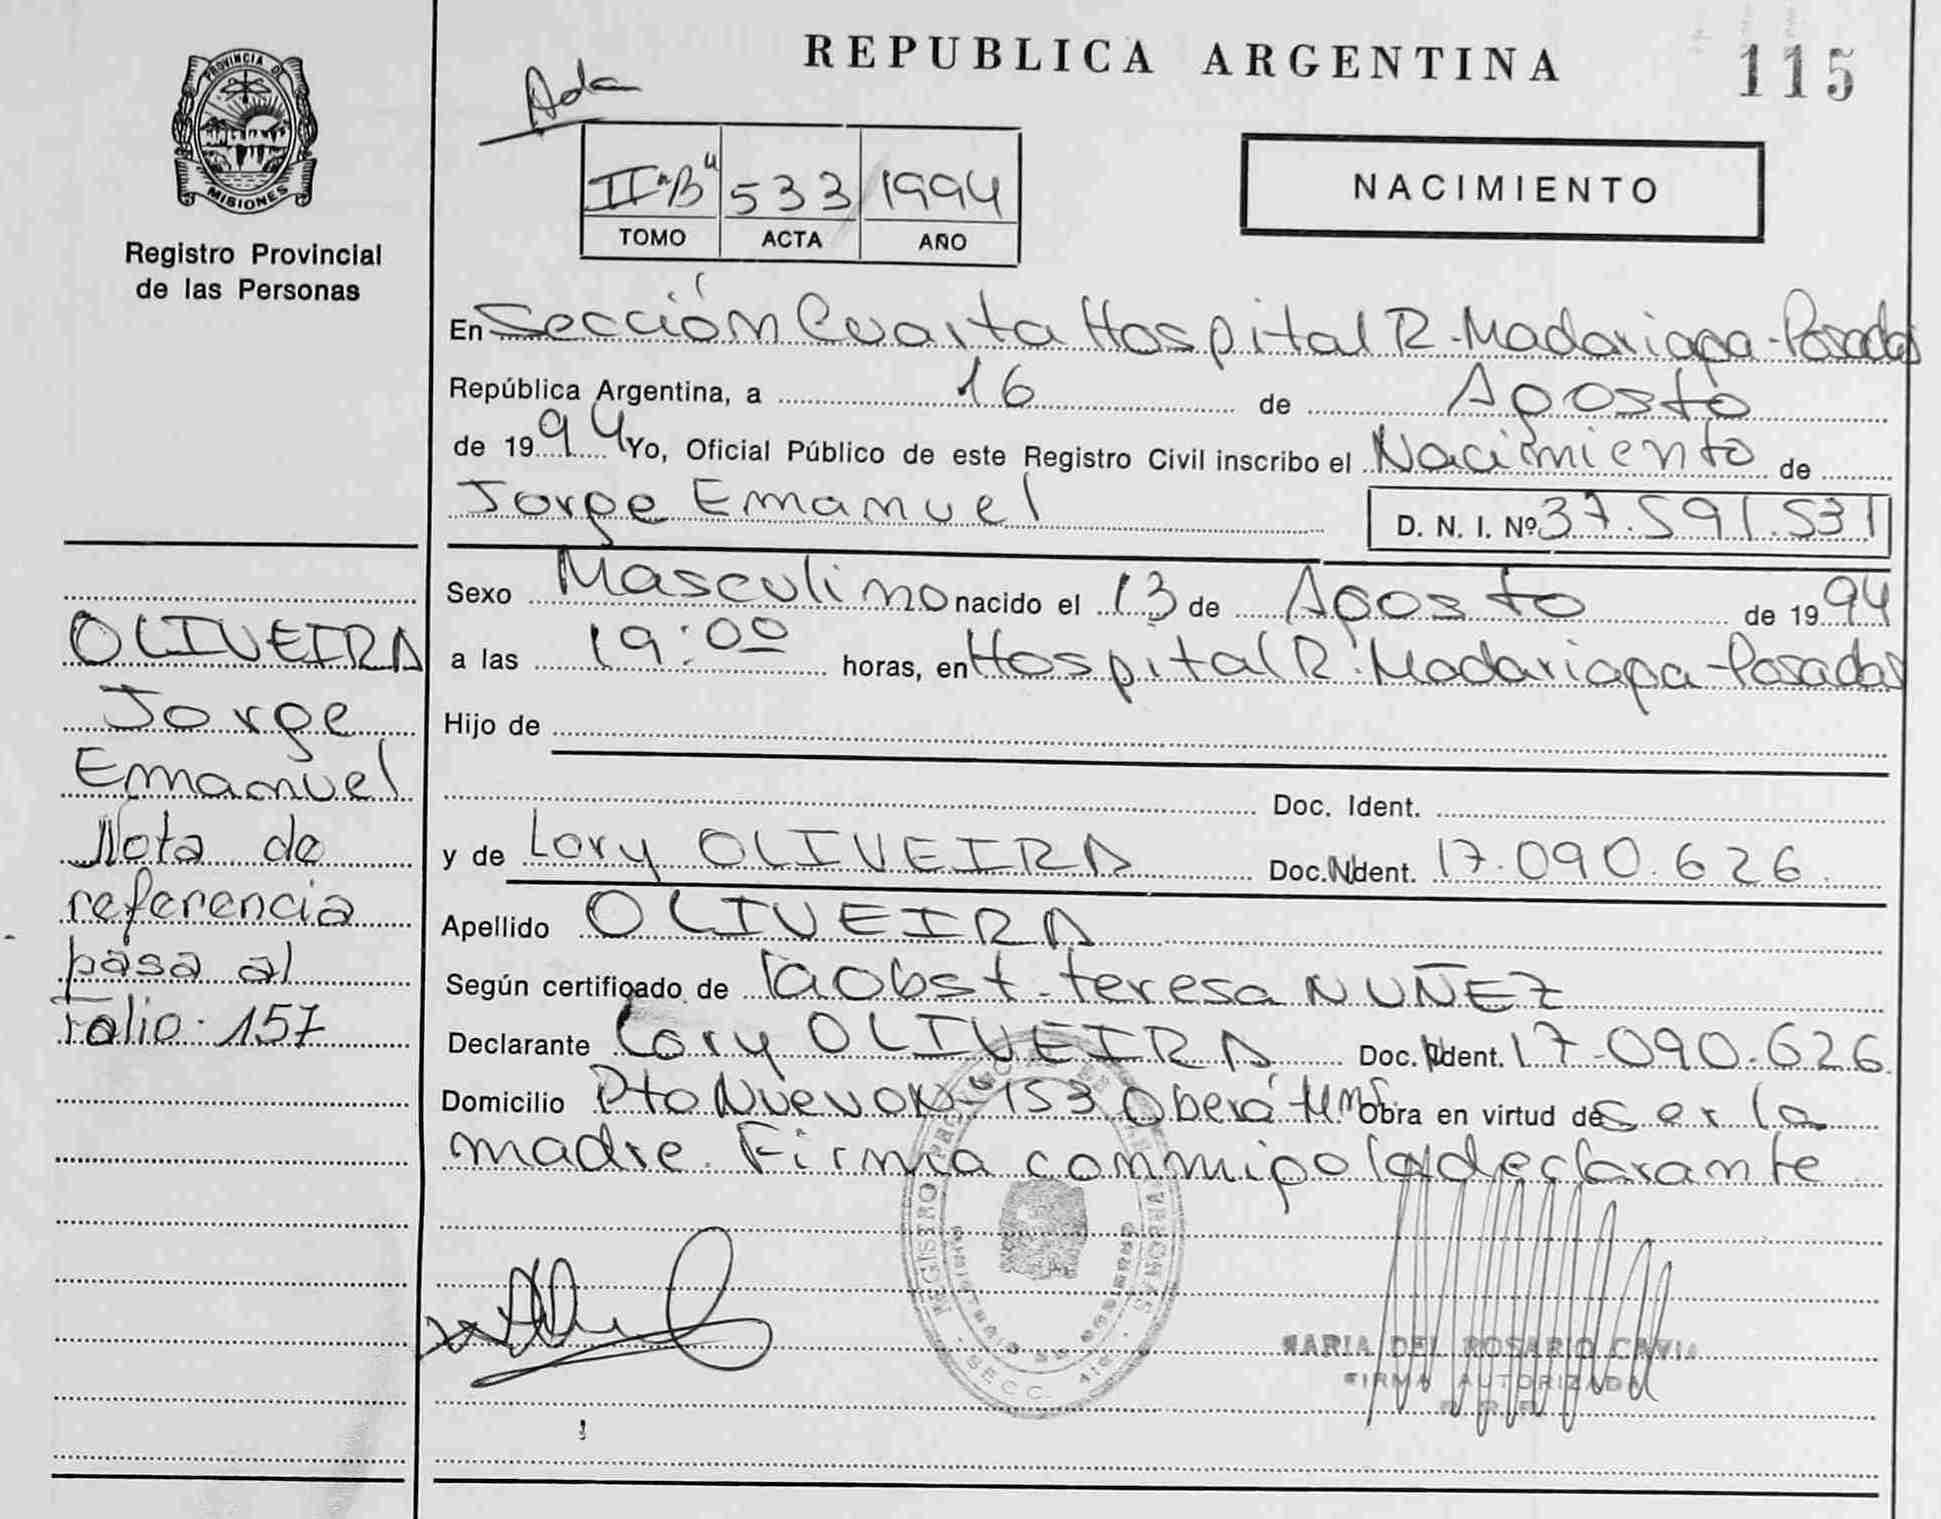 REPUBLICA ARGENTINA
115
PROVINCIA DE
MISIONES
Registro Provincial
de las Personas
Ada
II "B" 533 1994
TOMO ACTA AÑO
NACIMIENTO
En Sección Cuarta Hospital R. Madariaga - Posadas
República Argentina, a 16 de Agosto
de 1994 Yo, Oficial Público de este Registro Civil inscribo el Nacimiento de
Jorge Emanuel D. N. I. Nº 37.591.531
Sexo Masculino nacido el 13 de Agosto de 1994
a las 19:00 horas, en Hospital R. Madariaga - Posadas
Hijo de
Doc. Ident.
y de Lory OLIVEIRA Doc. Ident. 17.090.626
Apellido OLIVEIRA
Según certificado de la Obst. teresa NUÑEZ
Declarante Lory OLIVEIRA Doc. Ident. 17.090.626
Domicilio Pto Nuevo Nº 153 Oberá Mnes Obra en virtud de ser la
madre. Firma conmigo la declarante
OLIVEIRA
Jorge
Emanuel
Nota de
referencia
pasa al
Folio 157
SECC. 4ta
MARIA DEL ROSARIO CAVIA
FIRMA AUTORIZADA